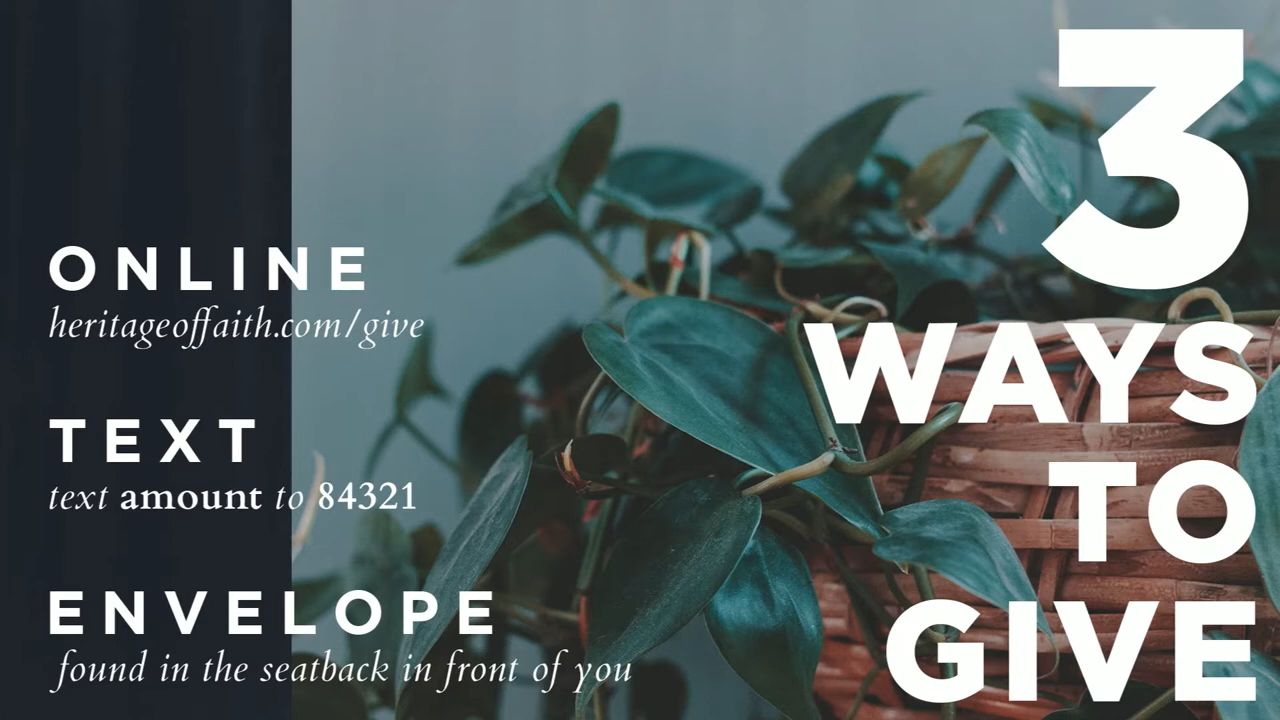 3
WAYS
TO
GIVE
ONLINE
heritageoffaith.com/give
TEXT
text amount to 84321
ENVELOPE
found in the seatback in front of you